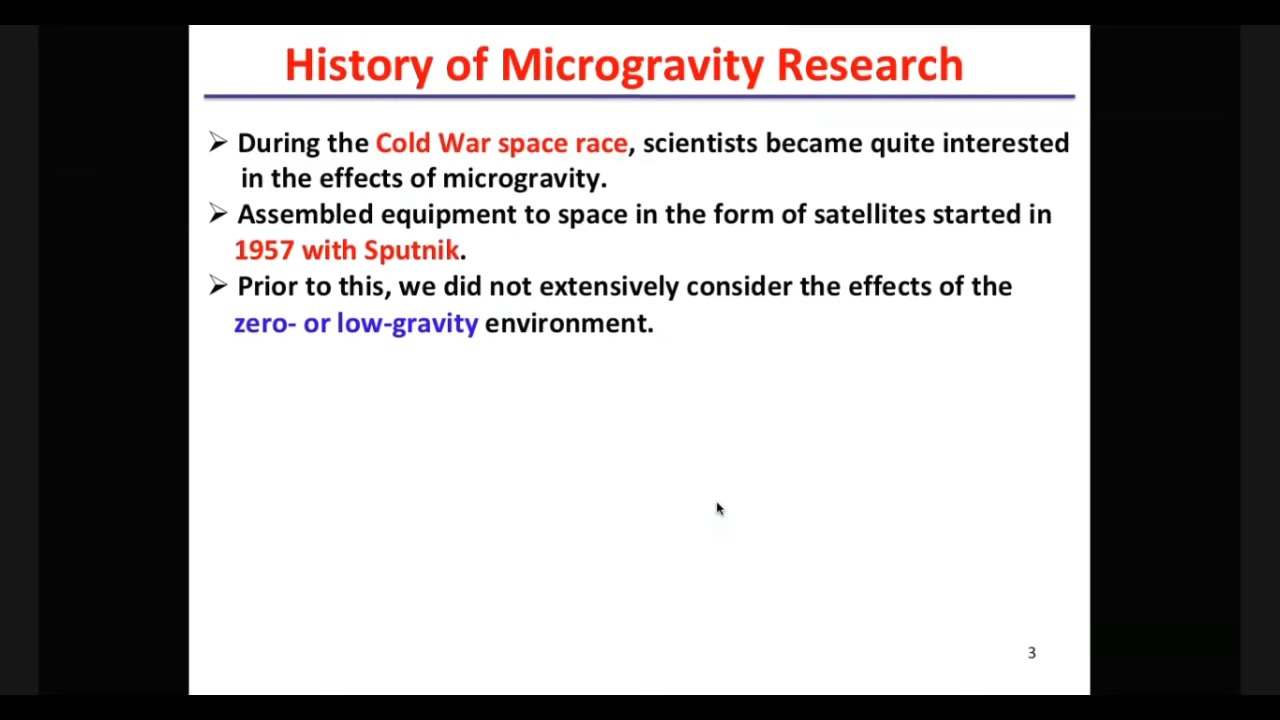 History of Microgravity Research
➢ During the Cold War space race, scientists became quite interested
in the effects of microgravity.
➢ Assembled equipment to space in the form of satellites started in
1957 with Sputnik.
➢ Prior to this, we did not extensively consider the effects of the
zero- or low-gravity environment.
3